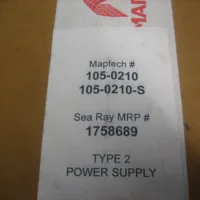 Maptech #
105-0210
105-0210-S
Sea Ray MRP #
1758689
TYPE 2
POWER SUPPLY